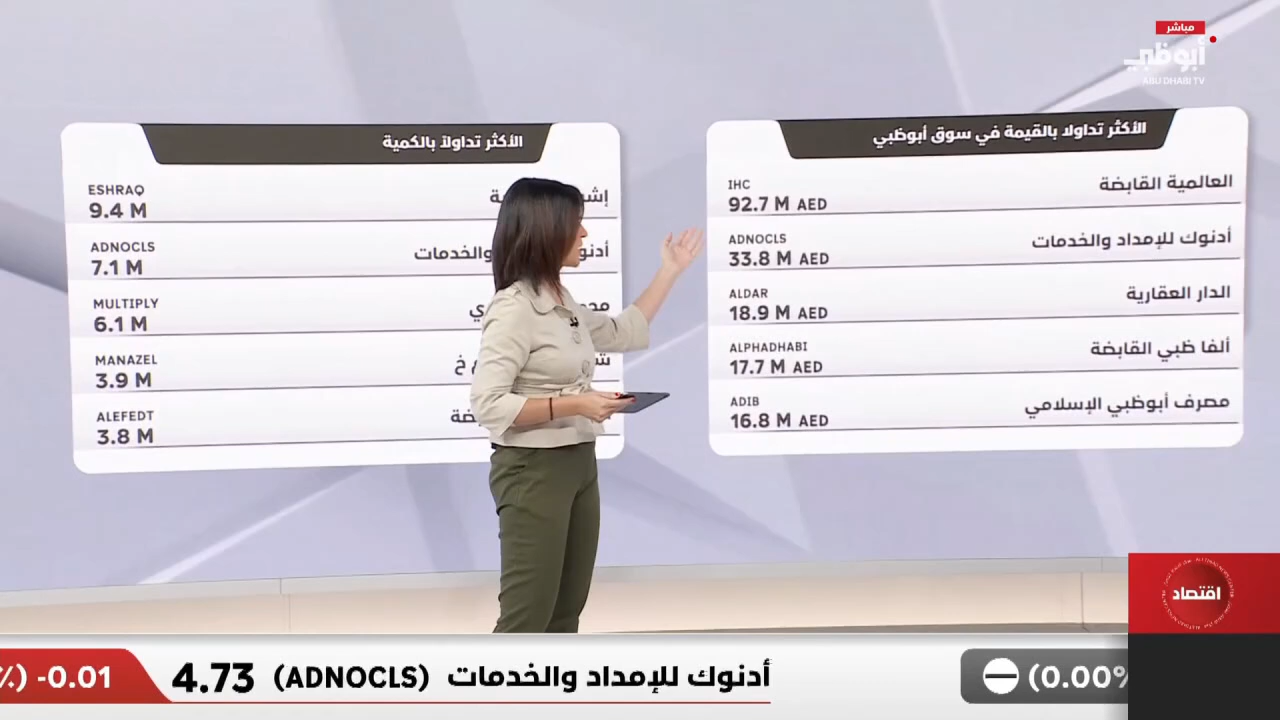 مباشر
أبوظبي
ABU DHABI TV
الأكثر تداولا بالقيمة في سوق أبوظبي
العالمية القابضة
IHC
92.7 M AED
أدنوك للإمداد والخدمات
ADNOCLS
33.8 M AED
الدار العقارية
ALDAR
18.9 M AED
ألفا ظبي القابضة
ALPHADHABI
17.7 M AED
مصرف أبوظبي الإسلامي
ADIB
16.8 M AED
الأكثر تداولاً بالكمية
ESHRAQ
9.4 M
والخدمات
ADNOCLS
7.1 M
MULTIPLY
6.1 M
MANAZEL
3.9 M
ALEFEDT
3.8 M
اقتصاد
(0.00%
أدنوك للإمداد والخدمات (ADNOCLS) 4.73
-0.01